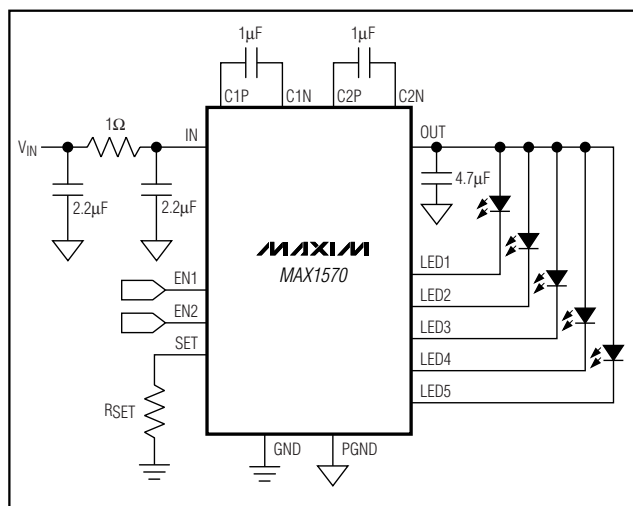 1µF
1µF
C1P
C1N
C2P
C2N
VIN
1Ω
IN
OUT
2.2µF
2.2µF
4.7µF
MAXIM
MAX1570
EN1
EN2
SET
LED1
LED2
LED3
LED4
LED5
RSET
GND
PGND